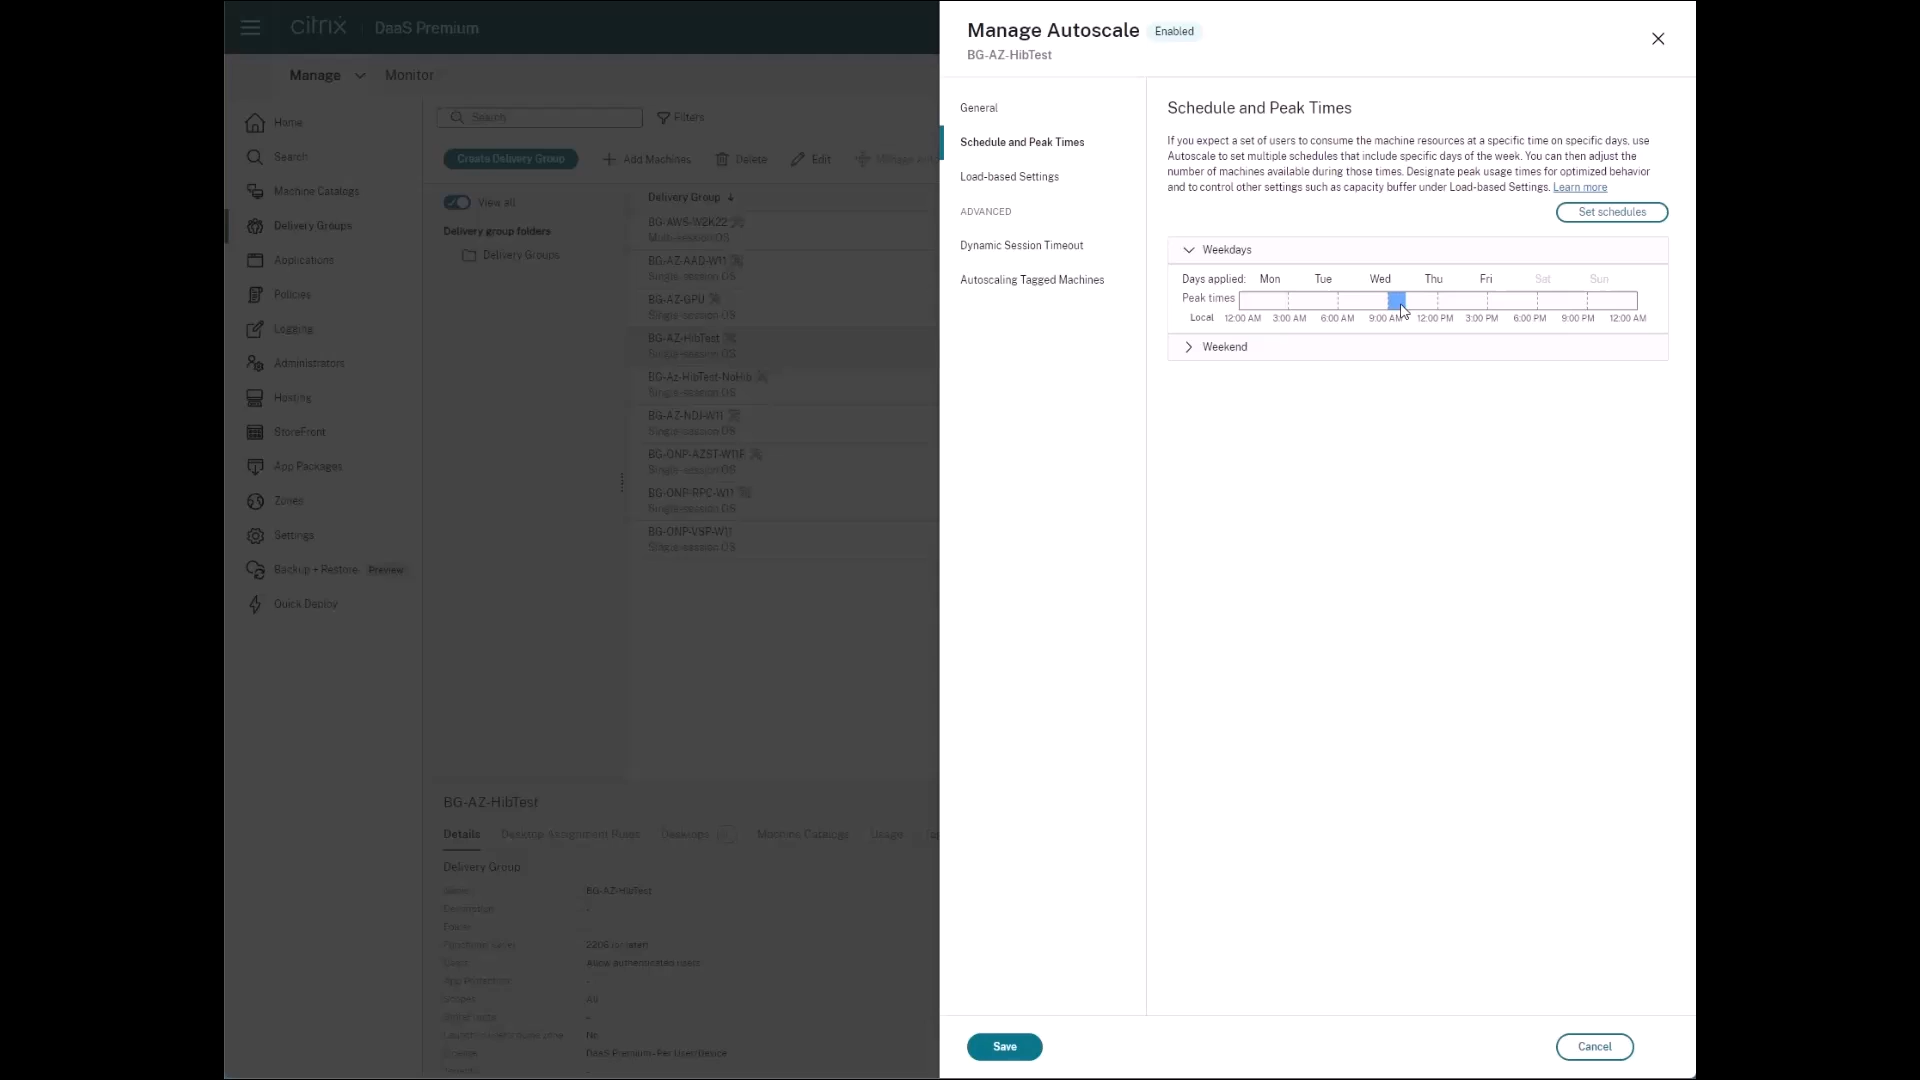 citrix
DaaS Premium
Manage
Monitor
Home
Search
Machine Catalogs
Delivery Groups
Applications
Policies
Logging
Administrators
Hosting
StoreFront
App Packages
Zones
Settings
Backup + Restore Preview
Quick Deploy
Search
Filters
Create Delivery Group
Add Machines
Delete
Edit
View all
Delivery group folders
Delivery Groups
Delivery Group ↓
BG-AWS-W2K22
Multi-session OS
BG-AZ-AAD-W11
Single-session OS
BG-AZ-GPU
Single-session OS
BG-AZ-HibTest
Single-session OS
BG-Az-HibTest-NoHib
Single-session OS
BG-AZ-NDI-W11
Single-session OS
BG-ONP-AZST-W11P
Single-session OS
BG-ONP-RPC-W11
Single-session OS
BG-ONP-VSP-W11
Single-session OS
BG-AZ-HibTest
Details
Desktop Assignment Rules
Desktops
Machine Catalogs
Usage
Delivery Group
Name:
BG-AZ-HibTest
Description:
-
-
2206 (or later)
Allow authenticated users
App Protection:
-
Scopes:
All
-
No
License:
DaaS Premium - Per User/Device
Manage Autoscale
Enabled
BG-AZ-HibTest
General
Schedule and Peak Times
Load-based Settings
ADVANCED
Dynamic Session Timeout
Autoscaling Tagged Machines
Schedule and Peak Times
If you expect a set of users to consume the machine resources at a specific time on specific days, use
Autoscale to set multiple schedules that include specific days of the week. You can then adjust the
number of machines available during those times. Designate peak usage times for optimized behavior
and to control other settings such as capacity buffer under Load-based Settings. Learn more
Set schedules
Weekdays
Days applied: Mon Tue Wed Thu Fri Sat Sun
Peak times
Local 12:00 AM 3:00 AM 6:00 AM 9:00 AM 12:00 PM 3:00 PM 6:00 PM 9:00 PM 12:00 AM
Weekend
Save
Cancel